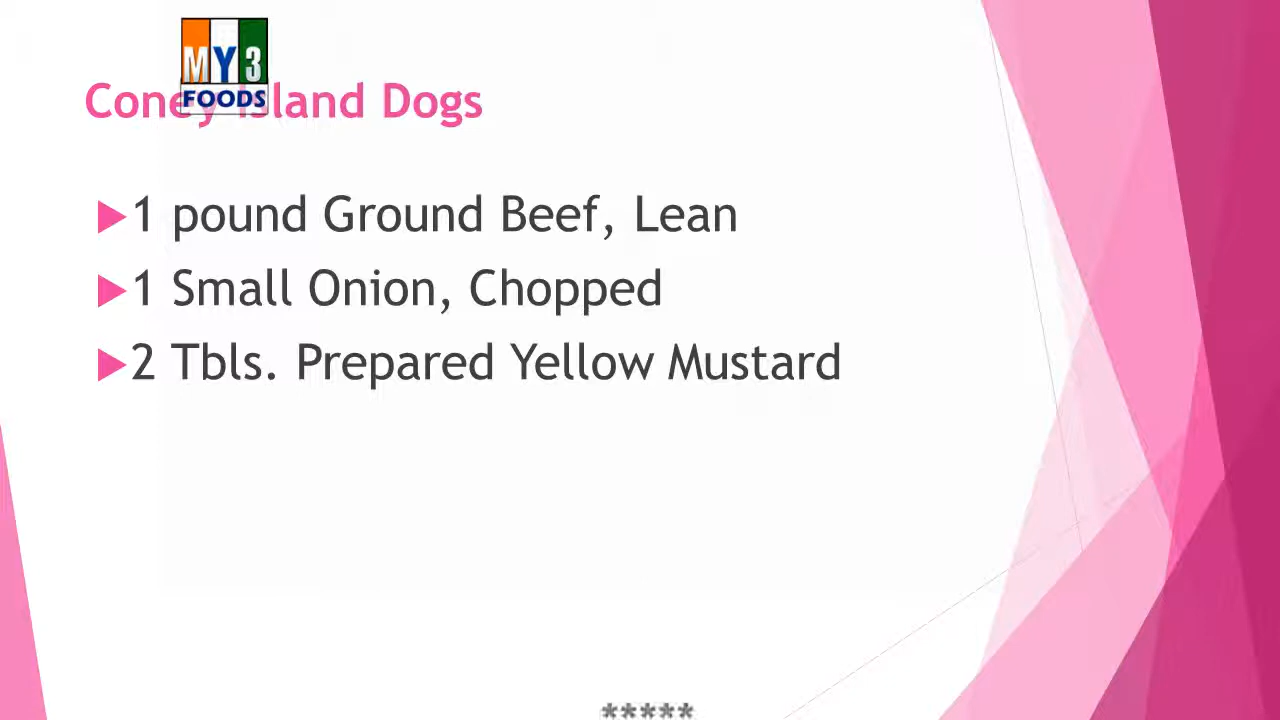 MY3
FOODS
Coney Island Dogs
1 pound Ground Beef, Lean
1 Small Onion, Chopped
2 Tbls. Prepared Yellow Mustard
*****